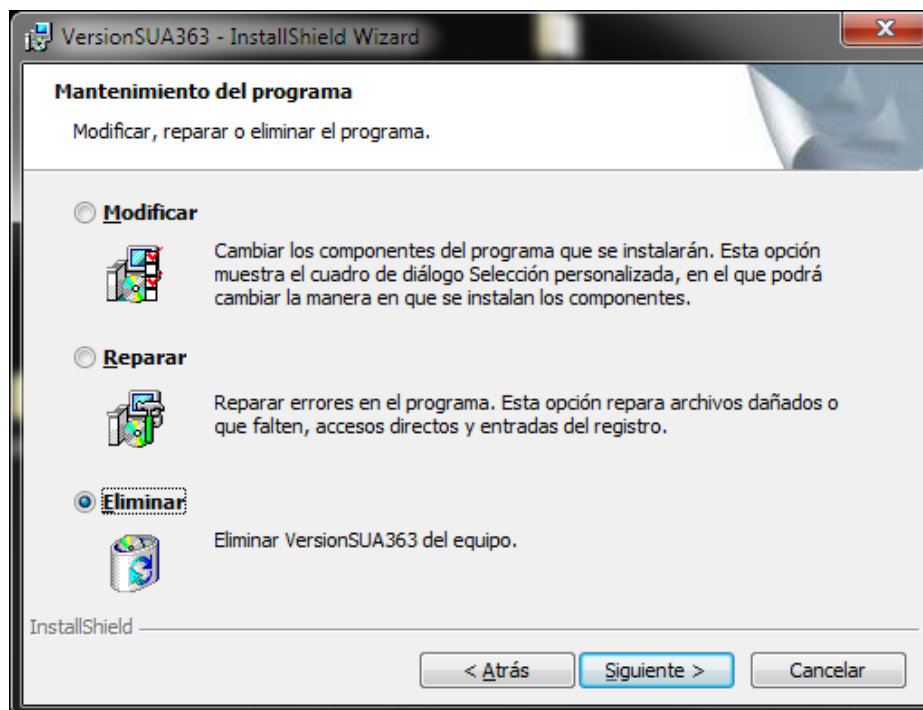 VersionSUA363 - InstallShield Wizard
Mantenimiento del programa
Modificar, reparar o eliminar el programa.
Modificar
Cambiar los componentes del programa que se instalarán. Esta opción
muestra el cuadro de diálogo Selección personalizada, en el que podrá
cambiar la manera en que se instalan los componentes.
Reparar
Reparar errores en el programa. Esta opción repara archivos dañados o
que falten, accesos directos y entradas del registro.
Eliminar
Eliminar VersionSUA363 del equipo.
InstallShield
< Atrás Siguiente > Cancelar